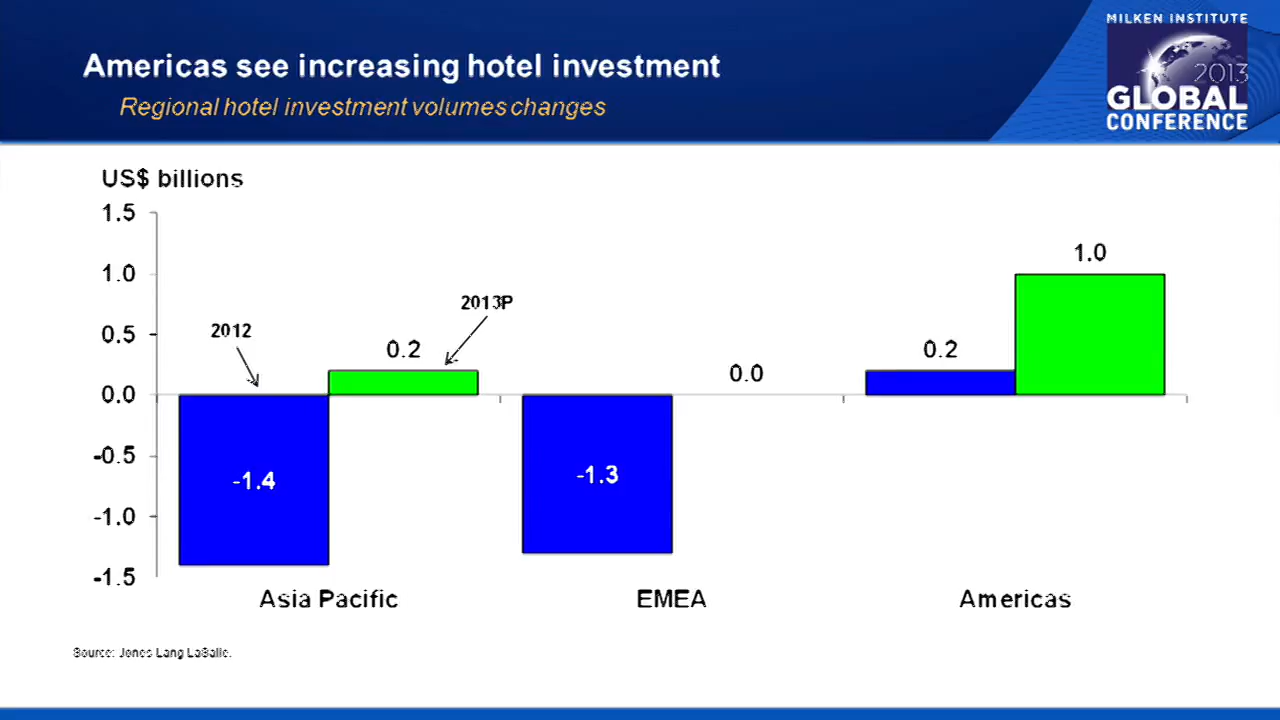 MILKEN INSTITUTE
2013
GLOBAL
CONFERENCE
Americas see increasing hotel investment
Regional hotel investment volumes changes
US$ billions
1.5
1.0
0.5
0.0
-0.5
-1.0
-1.5
2012
2013P
-1.4
0.2
-1.3
0.0
0.2
1.0
Asia Pacific
EMEA
Americas
Source: Jones Lang LaSalle.